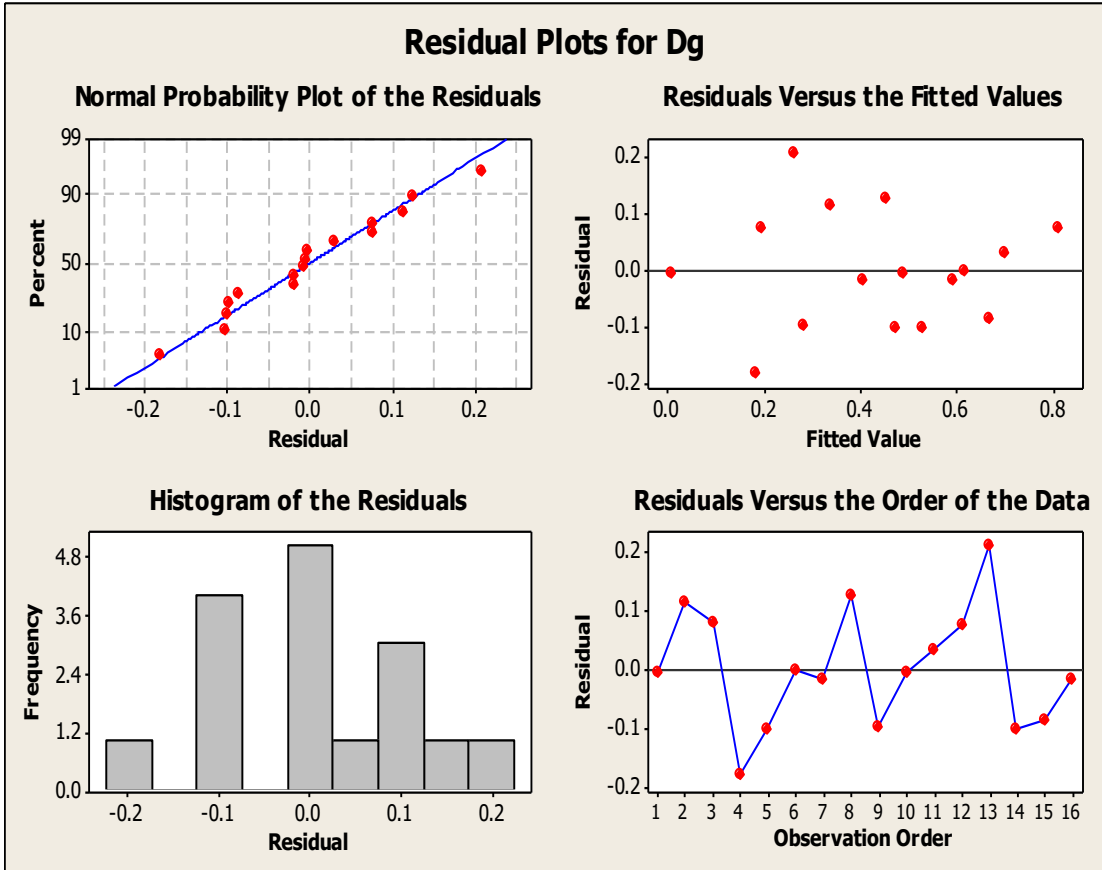 Residual Plots for Dg
Normal Probability Plot of the Residuals
99
90
50
10
1
Percent
-0.2 -0.1 0.0 0.1 0.2
Residual
Residuals Versus the Fitted Values
0.2
0.1
0.0
-0.1
-0.2
Residual
0.0 0.2 0.4 0.6 0.8
Fitted Value
Histogram of the Residuals
4.8
3.6
2.4
1.2
0.0
Frequency
-0.2 -0.1 0.0 0.1 0.2
Residual
Residuals Versus the Order of the Data
0.2
0.1
0.0
-0.1
-0.2
Residual
1 2 3 4 5 6 7 8 9 10 11 12 13 14 15 16
Observation Order